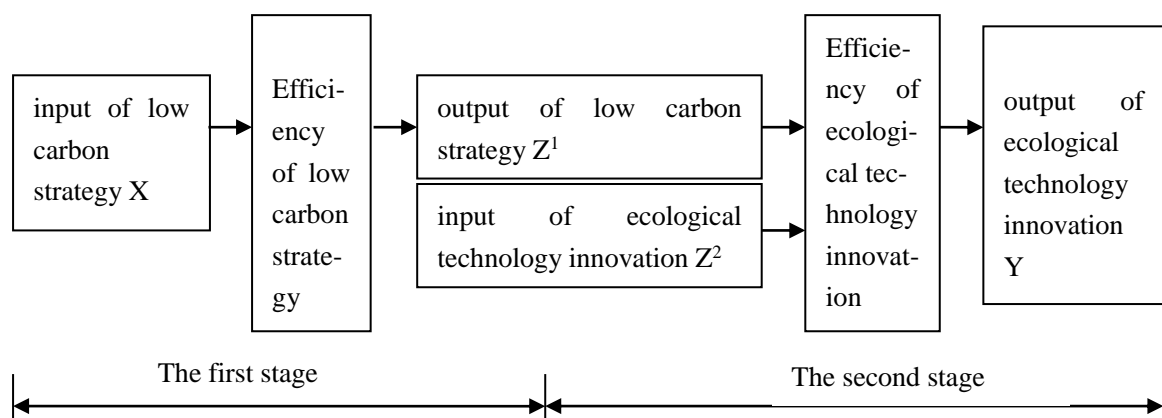 input of low
carbon
strategy X
Effici-
ency
of low
carbon
strate-
gy
output of low carbon
strategy Z¹
input of ecological
technology innovation Z²
Efficie-
ncy of
ecologi-
cal tec-
hnology
innovat-
ion
output of
ecological
technology
innovation
Y
The first stage
The second stage